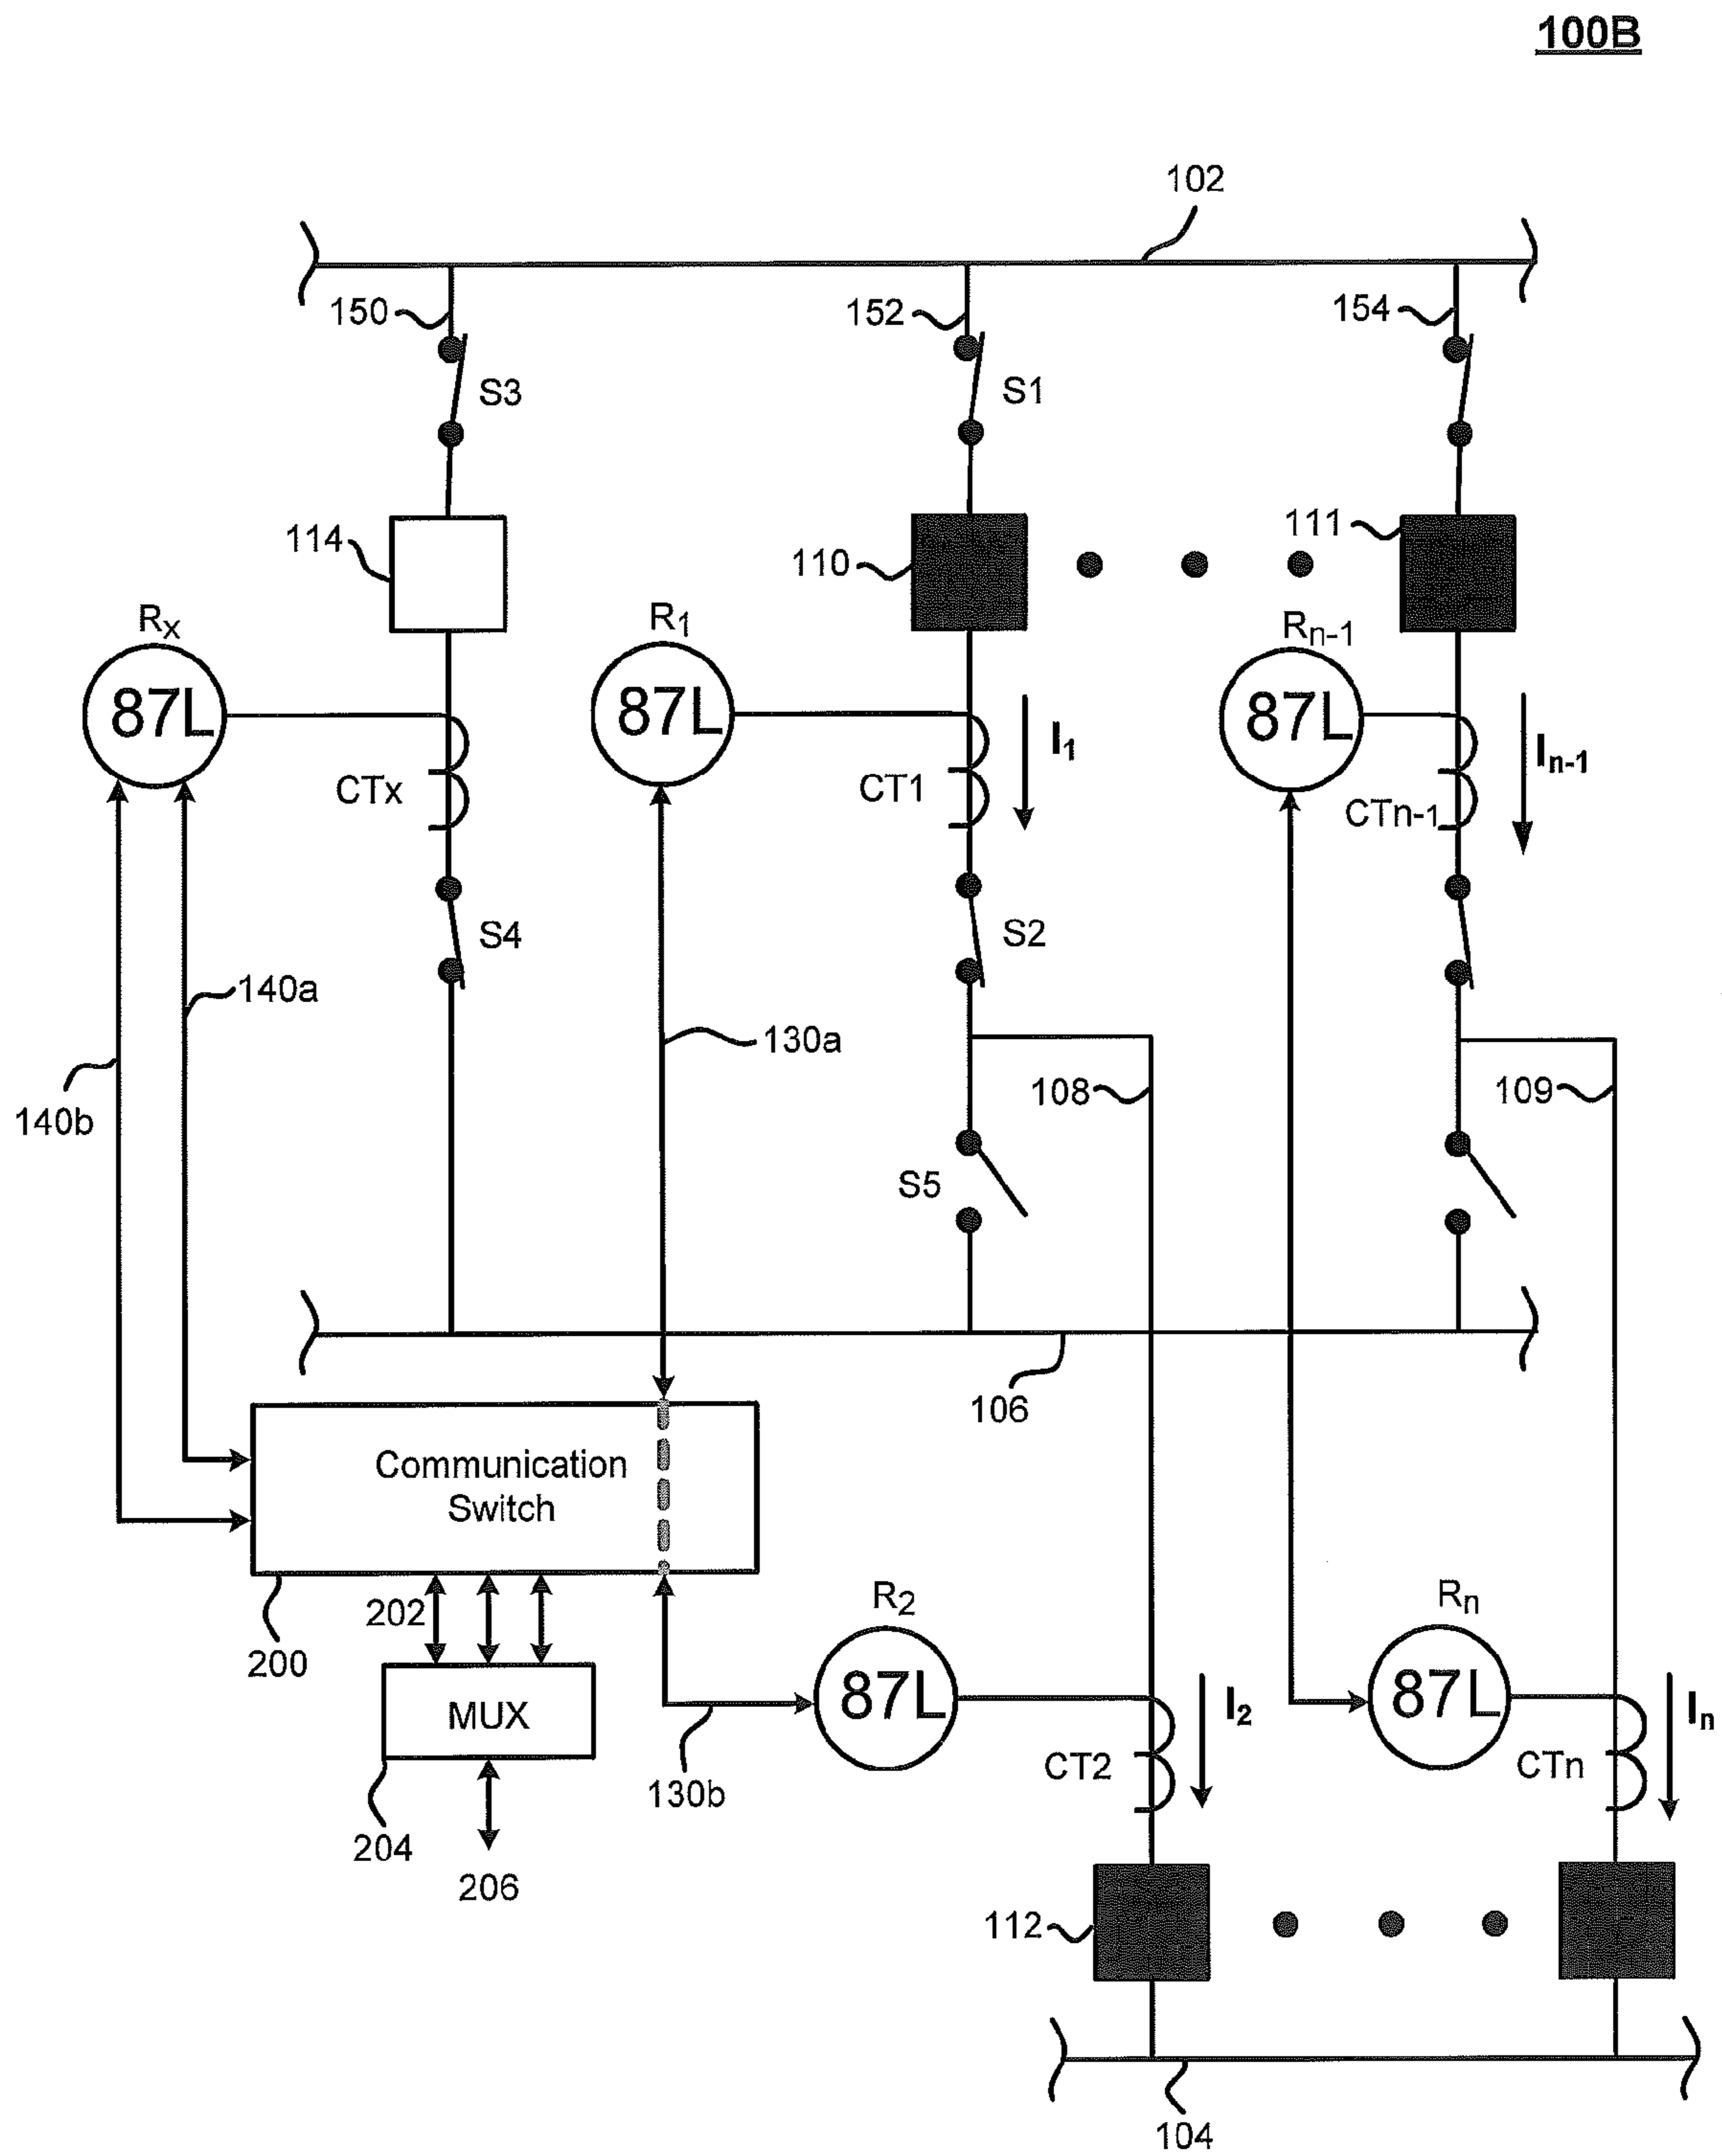 100B
102
150
152
154
S3
S1
114
110
111
Rx
R1
Rn-1
87L
87L
87L
I1
In-1
CTx
CT1
CTn-1
S4
S2
140a
130a
140b
108
109
S5
106
Communication
Switch
202
200
R2
Rn
87L
87L
MUX
I2
In
CT2
CTn
130b
204
206
112
104